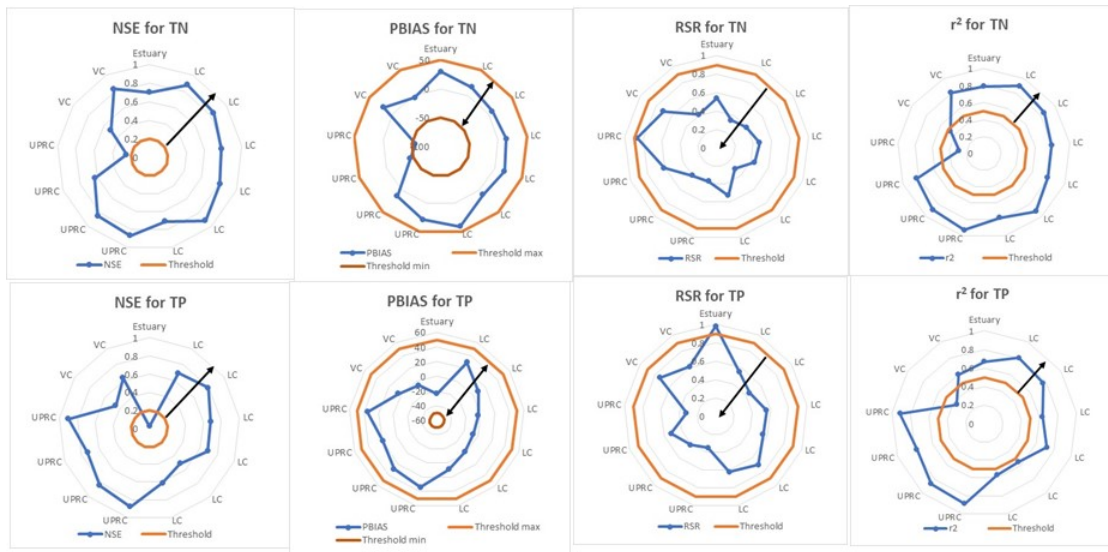 NSE for TN
Estuary
1
VC LC
0.8
0.6
VC LC
0.4
0.2
UPRC 0 LC
UPRC LC
UPRC LC
UPRC LC
NSE Threshold
PBIAS for TN
Estuary
50
VC LC
0
VC LC
-50
UPRC 100 LC
UPRC LC
UPRC LC
UPRC LC
PBIAS Threshold max
Threshold min
RSR for TN
Estuary
1
VC LC
0.8
0.6
VC LC
0.4
0.2
UPRC 0 LC
UPRC LC
UPRC LC
UPRC LC
RSR Threshold
r² for TN
Estuary
1
VC LC
0.8
0.6
VC LC
0.4
0.2
UPRC 0 LC
UPRC LC
UPRC LC
UPRC LC
r2 Threshold
NSE for TP
Estuary
1
VC LC
0.8
0.6
VC LC
0.4
0.2
UPRC 0 LC
UPRC LC
UPRC LC
UPRC LC
NSE Threshold
PBIAS for TP
Estuary
60
VC LC
40
20
VC LC
0
-20
-40
UPRC -60 LC
UPRC LC
UPRC LC
UPRC LC
PBIAS Threshold max
Threshold min
RSR for TP
Estuary
1
VC LC
0.8
0.6
VC LC
0.4
0.2
UPRC 0 LC
UPRC LC
UPRC LC
UPRC LC
RSR Threshold
r² for TP
Estuary
1
VC LC
0.8
0.6
VC LC
0.4
0.2
UPRC 0 LC
UPRC LC
UPRC LC
UPRC LC
r2 Threshold